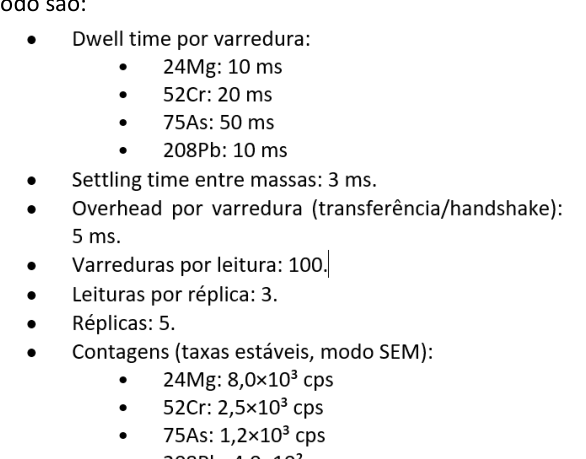 odo são:
• Dwell time por varredura:
• 24Mg: 10 ms
• 52Cr: 20 ms
• 75As: 50 ms
• 208Pb: 10 ms
• Settling time entre massas: 3 ms.
• Overhead por varredura (transferência/handshake):
5 ms.
• Varreduras por leitura: 100.
• Leituras por réplica: 3.
• Réplicas: 5.
• Contagens (taxas estáveis, modo SEM):
• 24Mg: 8,0×10³ cps
• 52Cr: 2,5×10³ cps
• 75As: 1,2×10³ cps